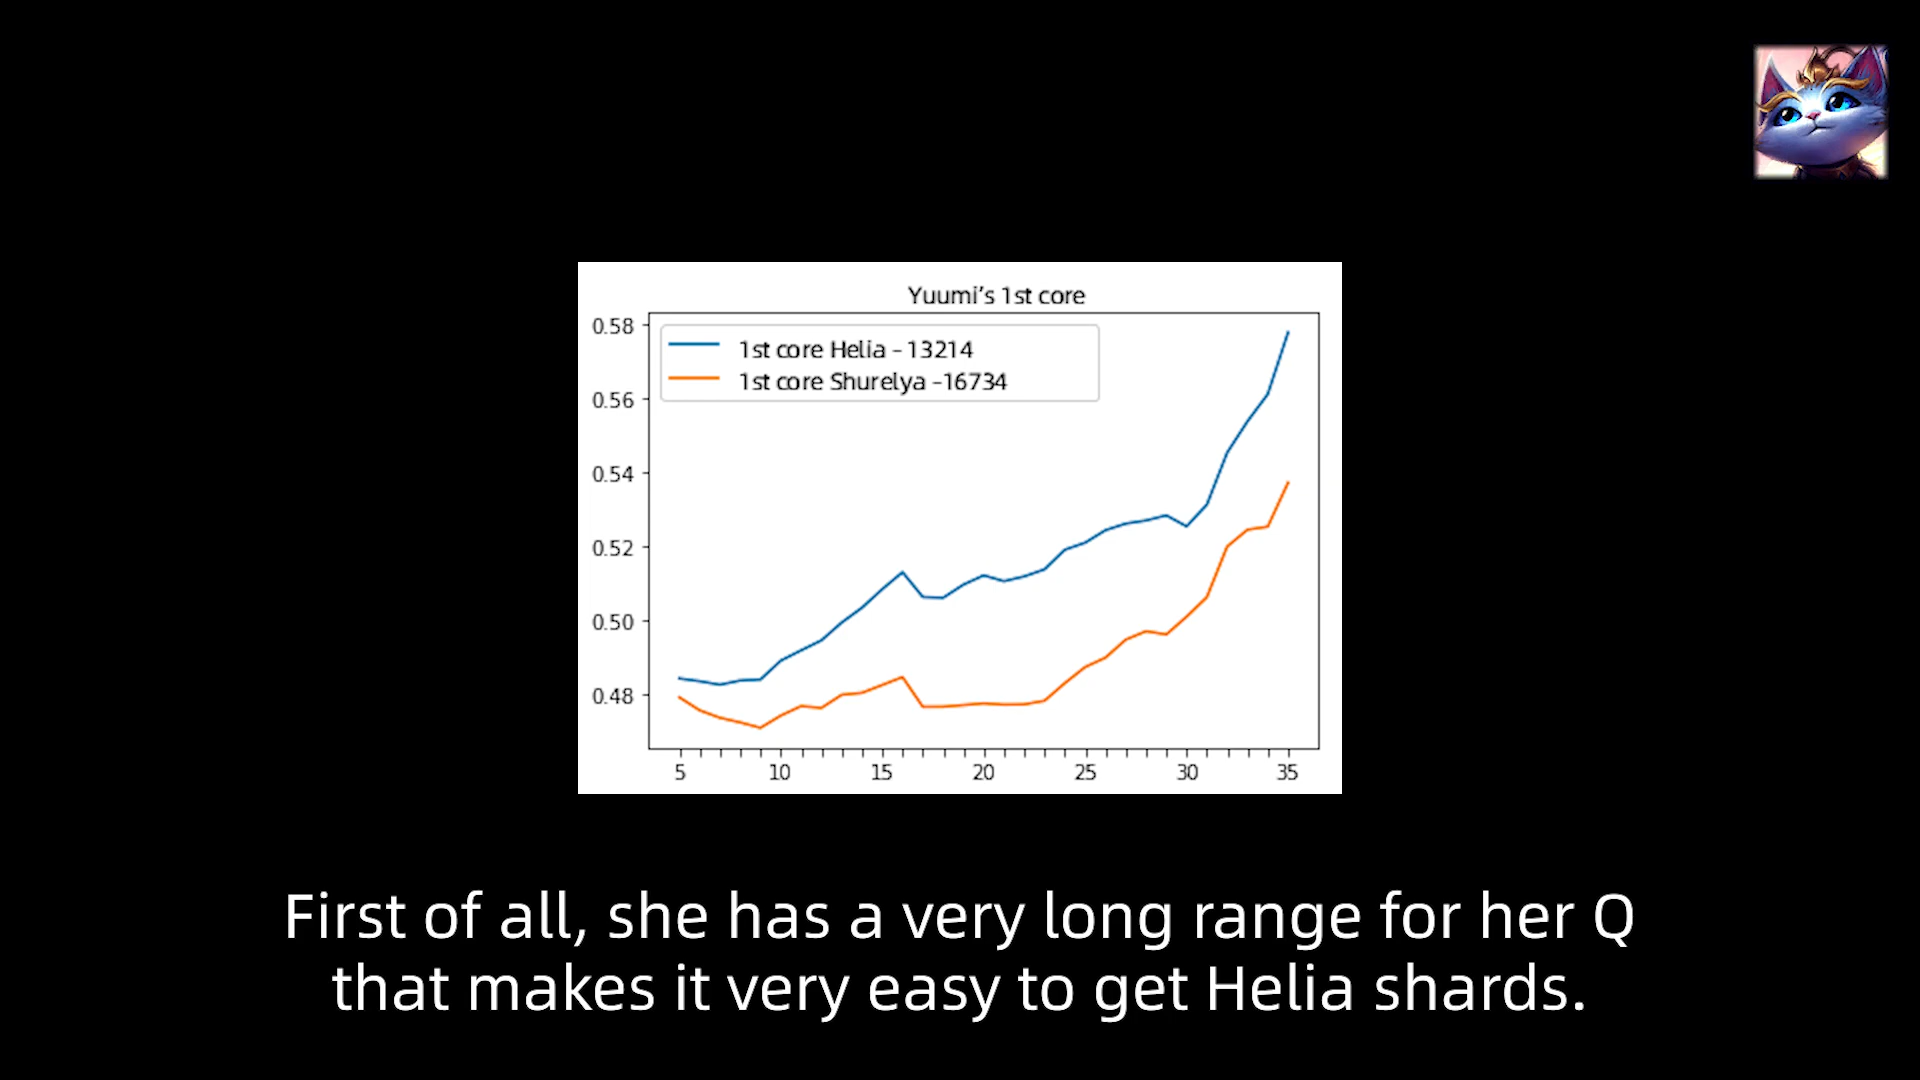 Yuumi’s 1st core
0.58
0.56
0.54
0.52
0.50
0.48
1st core Helia – 13214
1st core Shurelya –16734
5 10 15 20 25 30 35
First of all, she has a very long range for her Q
that makes it very easy to get Helia shards.